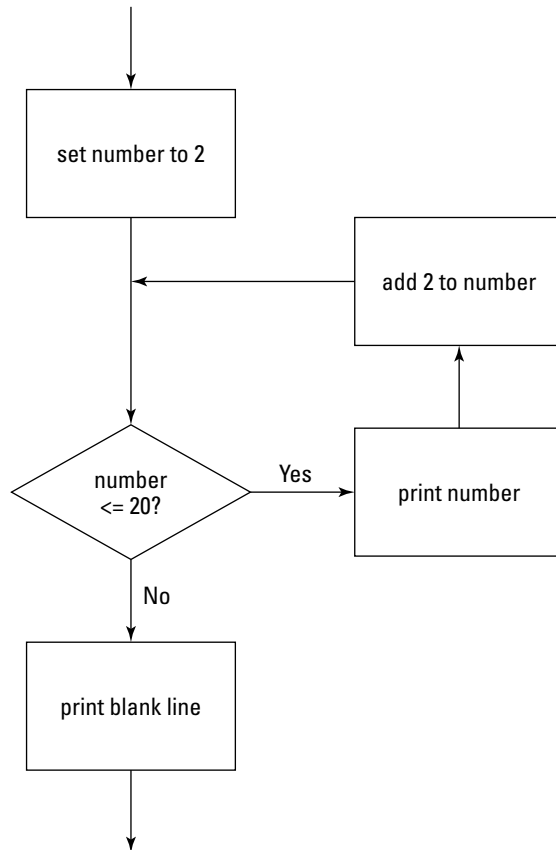 set number to 2
add 2 to number
number
<= 20?
Yes
print number
No
print blank line